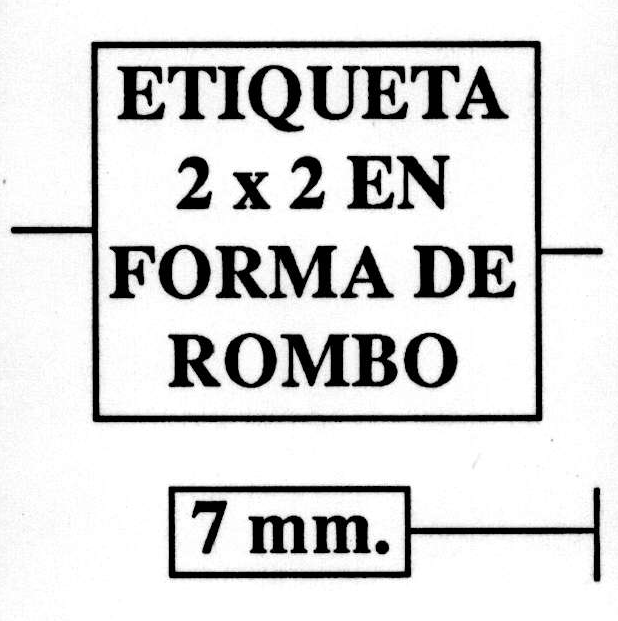 ETIQUETA
2 x 2 EN
FORMA DE
ROMBO
7 mm.